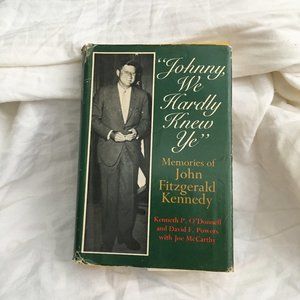 "Johnny,
We
Hardly
Knew
Ye"
Memories of
John
Fitzgerald
Kennedy
Kenneth P. O'Donnell
and David F. Powers
with Joe McCarthy